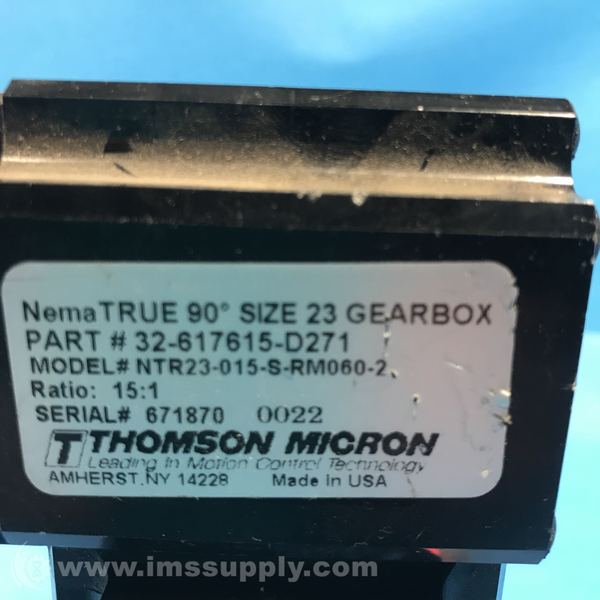 NemaTRUE 90° SIZE 23 GEARBOX
PART # 32-617615-D271
MODEL# NTR23-015-S-RM060-2
Ratio: 15:1
SERIAL# 671870 0022
T THOMSON MICRON
Leading In Motion Control Technology
AMHERST, NY 14228 Made In USA
www.imssupply.com